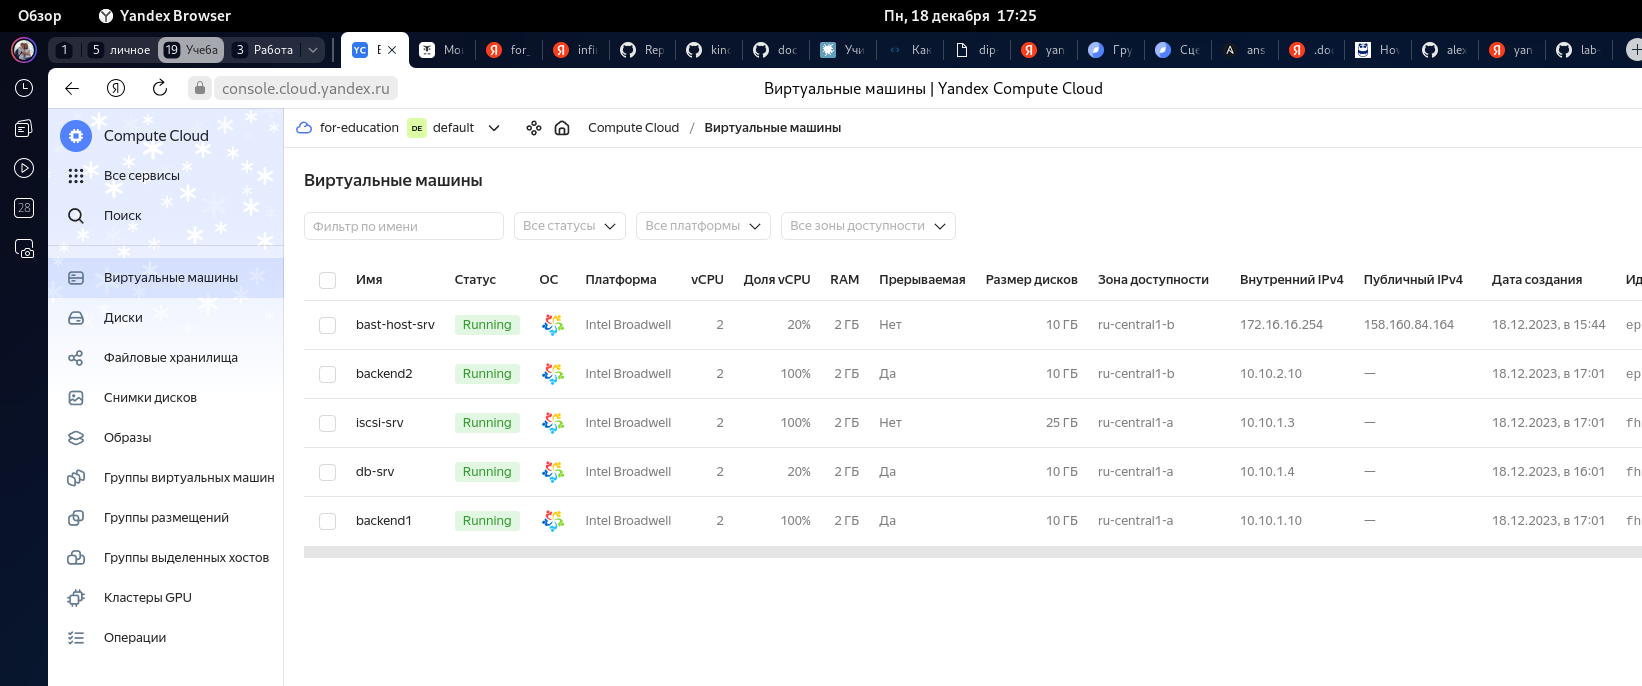 Обзор Yandex Browser Пн, 18 декабря 17:25
1 5 личное 19 Учеба 3 Работа YC for_ infi Rep doc Учи Как dip- yan Гру Сце ans .doc Hov alex yan lab-
console.cloud.yandex.ru Виртуальные машины | Yandex Compute Cloud
28
Compute Cloud
Все сервисы
Поиск
Виртуальные машины
Диски
Файловые хранилища
Снимки дисков
Образы
Группы виртуальных машин
Группы размещений
Группы выделенных хостов
Кластеры GPU
Операции
for-education DE default Compute Cloud / Виртуальные машины
Виртуальные машины
Фильтр по имени Все статусы Все платформы Все зоны доступности
Имя Статус ОС Платформа vCPU Доля vCPU RAM Прерываемая Размер дисков Зона доступности Внутренний IPv4 Публичный IPv4 Дата создания Ид
bast-host-srv Running Intel Broadwell 2 20% 2 ГБ Нет 10 ГБ ru-central1-b 172.16.16.254 158.160.84.164 18.12.2023, в 15:44 ep
backend2 Running Intel Broadwell 2 100% 2 ГБ Да 10 ГБ ru-central1-b 10.10.2.10 — 18.12.2023, в 17:01 ep
iscsi-srv Running Intel Broadwell 2 100% 2 ГБ Нет 25 ГБ ru-central1-a 10.10.1.3 — 18.12.2023, в 17:01 fh
db-srv Running Intel Broadwell 2 20% 2 ГБ Да 10 ГБ ru-central1-a 10.10.1.4 — 18.12.2023, в 16:01 fh
backend1 Running Intel Broadwell 2 100% 2 ГБ Да 10 ГБ ru-central1-a 10.10.1.10 — 18.12.2023, в 17:01 fh